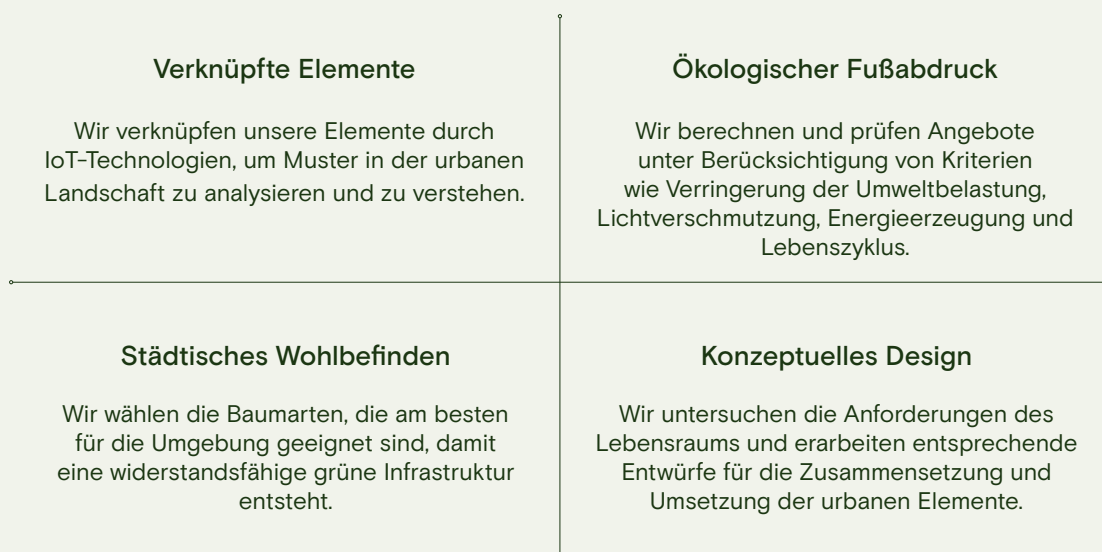 Verknüpfte Elemente
Wir verknüpfen unsere Elemente durch
IoT-Technologien, um Muster in der urbanen
Landschaft zu analysieren und zu verstehen.
Ökologischer Fußabdruck
Wir berechnen und prüfen Angebote
unter Berücksichtigung von Kriterien
wie Verringerung der Umweltbelastung,
Lichtverschmutzung, Energieerzeugung und
Lebenszyklus.
Städtisches Wohlbefinden
Wir wählen die Baumarten, die am besten
für die Umgebung geeignet sind, damit
eine widerstandsfähige grüne Infrastruktur
entsteht.
Konzeptuelles Design
Wir untersuchen die Anforderungen des
Lebensraums und erarbeiten entsprechende
Entwürfe für die Zusammensetzung und
Umsetzung der urbanen Elemente.